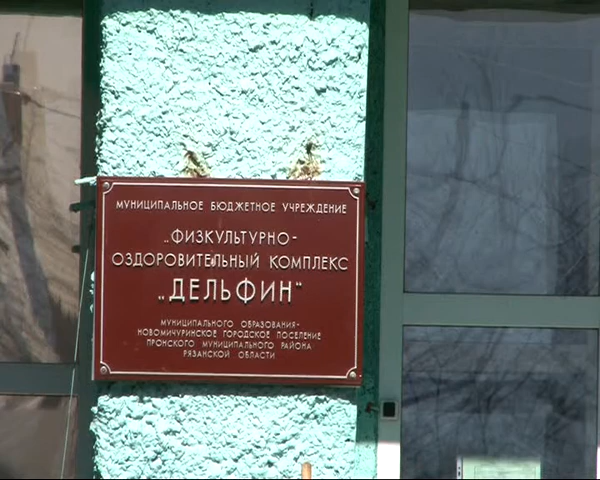 МУНИЦИПАЛЬНОЕ БЮДЖЕТНОЕ УЧРЕЖДЕНИЕ
„ФИЗКУЛЬТУРНО-
ОЗДОРОВИТЕЛЬНЫЙ КОМПЛЕКС
„ДЕЛЬФИН"
МУНИЦИПАЛЬНОГО ОБРАЗОВАНИЯ-
НОВОМИЧУРИНСКОЕ ГОРОДСКОЕ ПОСЕЛЕНИЕ
ПРОНСКОГО МУНИЦИПАЛЬНОГО РАЙОНА
РЯЗАНСКОЙ ОБЛАСТИ